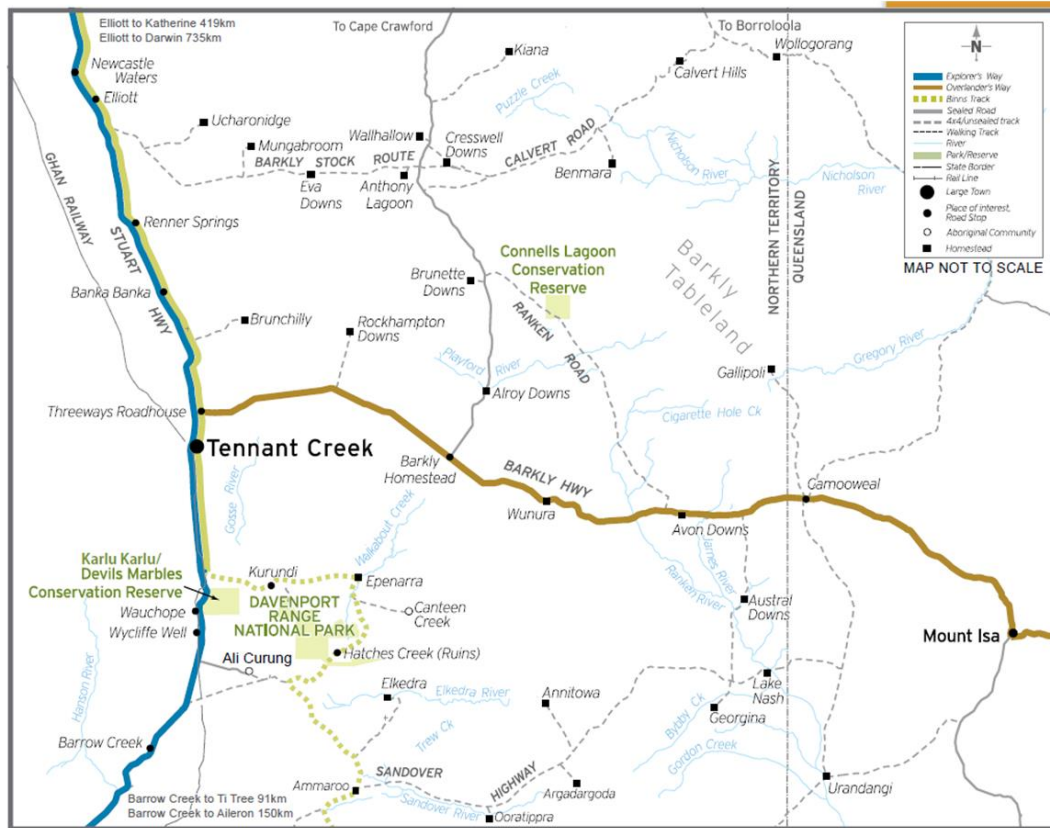 Elliott to Katherine 419km
Elliott to Darwin 735km
To Cape Crawford
To Borroloola
Kiana
Wollogorang
Calvert Hills
Newcastle
Waters
Elliott
Puzzle Creek
Ucharonidge
Wallhallow
Cresswell
Downs
CALVERT ROAD
Mungabroom
BARKLY STOCK ROUTE
Eva
Downs
Anthony
Lagoon
Benmara
Nicholson River
Nicholson
River
GHAN RAILWAY
STUART HWY
Renner Springs
Banka Banka
Brunchilly
Rockhampton
Downs
Brunette
Downs
Connells Lagoon
Conservation
Reserve
RANKEN ROAD
Barkly
Tableland
NORTHERN TERRITORY
QUEENSLAND
Playford River
Alroy Downs
Gallipoli
Gregory River
Cigarette Hole Ck
Threeways Roadhouse
Tennant Creek
Barkly
Homestead
BARKLY HWY
Wunura
Avon Downs
Camooweal
Gosse River
Walkabout Creek
James River
Ranken River
Karlu Karlu/
Devils Marbles
Conservation Reserve
Kurundi
Epenarra
DAVENPORT
RANGE
NATIONAL PARK
Canteen
Creek
Wauchope
Wycliffe Well
Hatches Creek (Ruins)
Ali Curung
Austral
Downs
Mount Isa
Hanson River
Elkedra
Elkedra River
Annitowa
Lake
Nash
Georgina
Bybby Ck
Gordon Creek
Trew Ck
Barrow Creek
Ammaroo
SANDOVER HIGHWAY
Sandover River
Argadargoda
Ooratippra
Urandangi
Barrow Creek to Ti Tree 91km
Barrow Creek to Aileron 150km
N
Explorer's Way
Overlander's Way
Binns Track
Sealed Road
4x4/unsealed track
Walking Track
River
Park/Reserve
State Border
Rail Line
Large Town
Place of interest,
Road Stop
Aboriginal Community
Homestead
MAP NOT TO SCALE